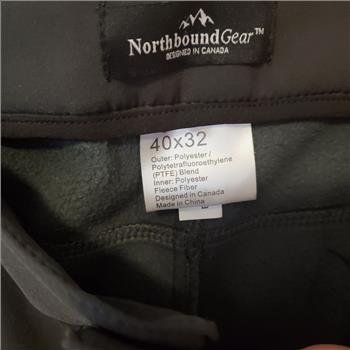 NorthboundGear™
DESIGNED IN CANADA
40x32
Outer: Polyester /
Polytetrafluoroethylene
(PTFE) Blend
Inner: Polyester
Fleece Fiber
Designed in Canada
Made in China